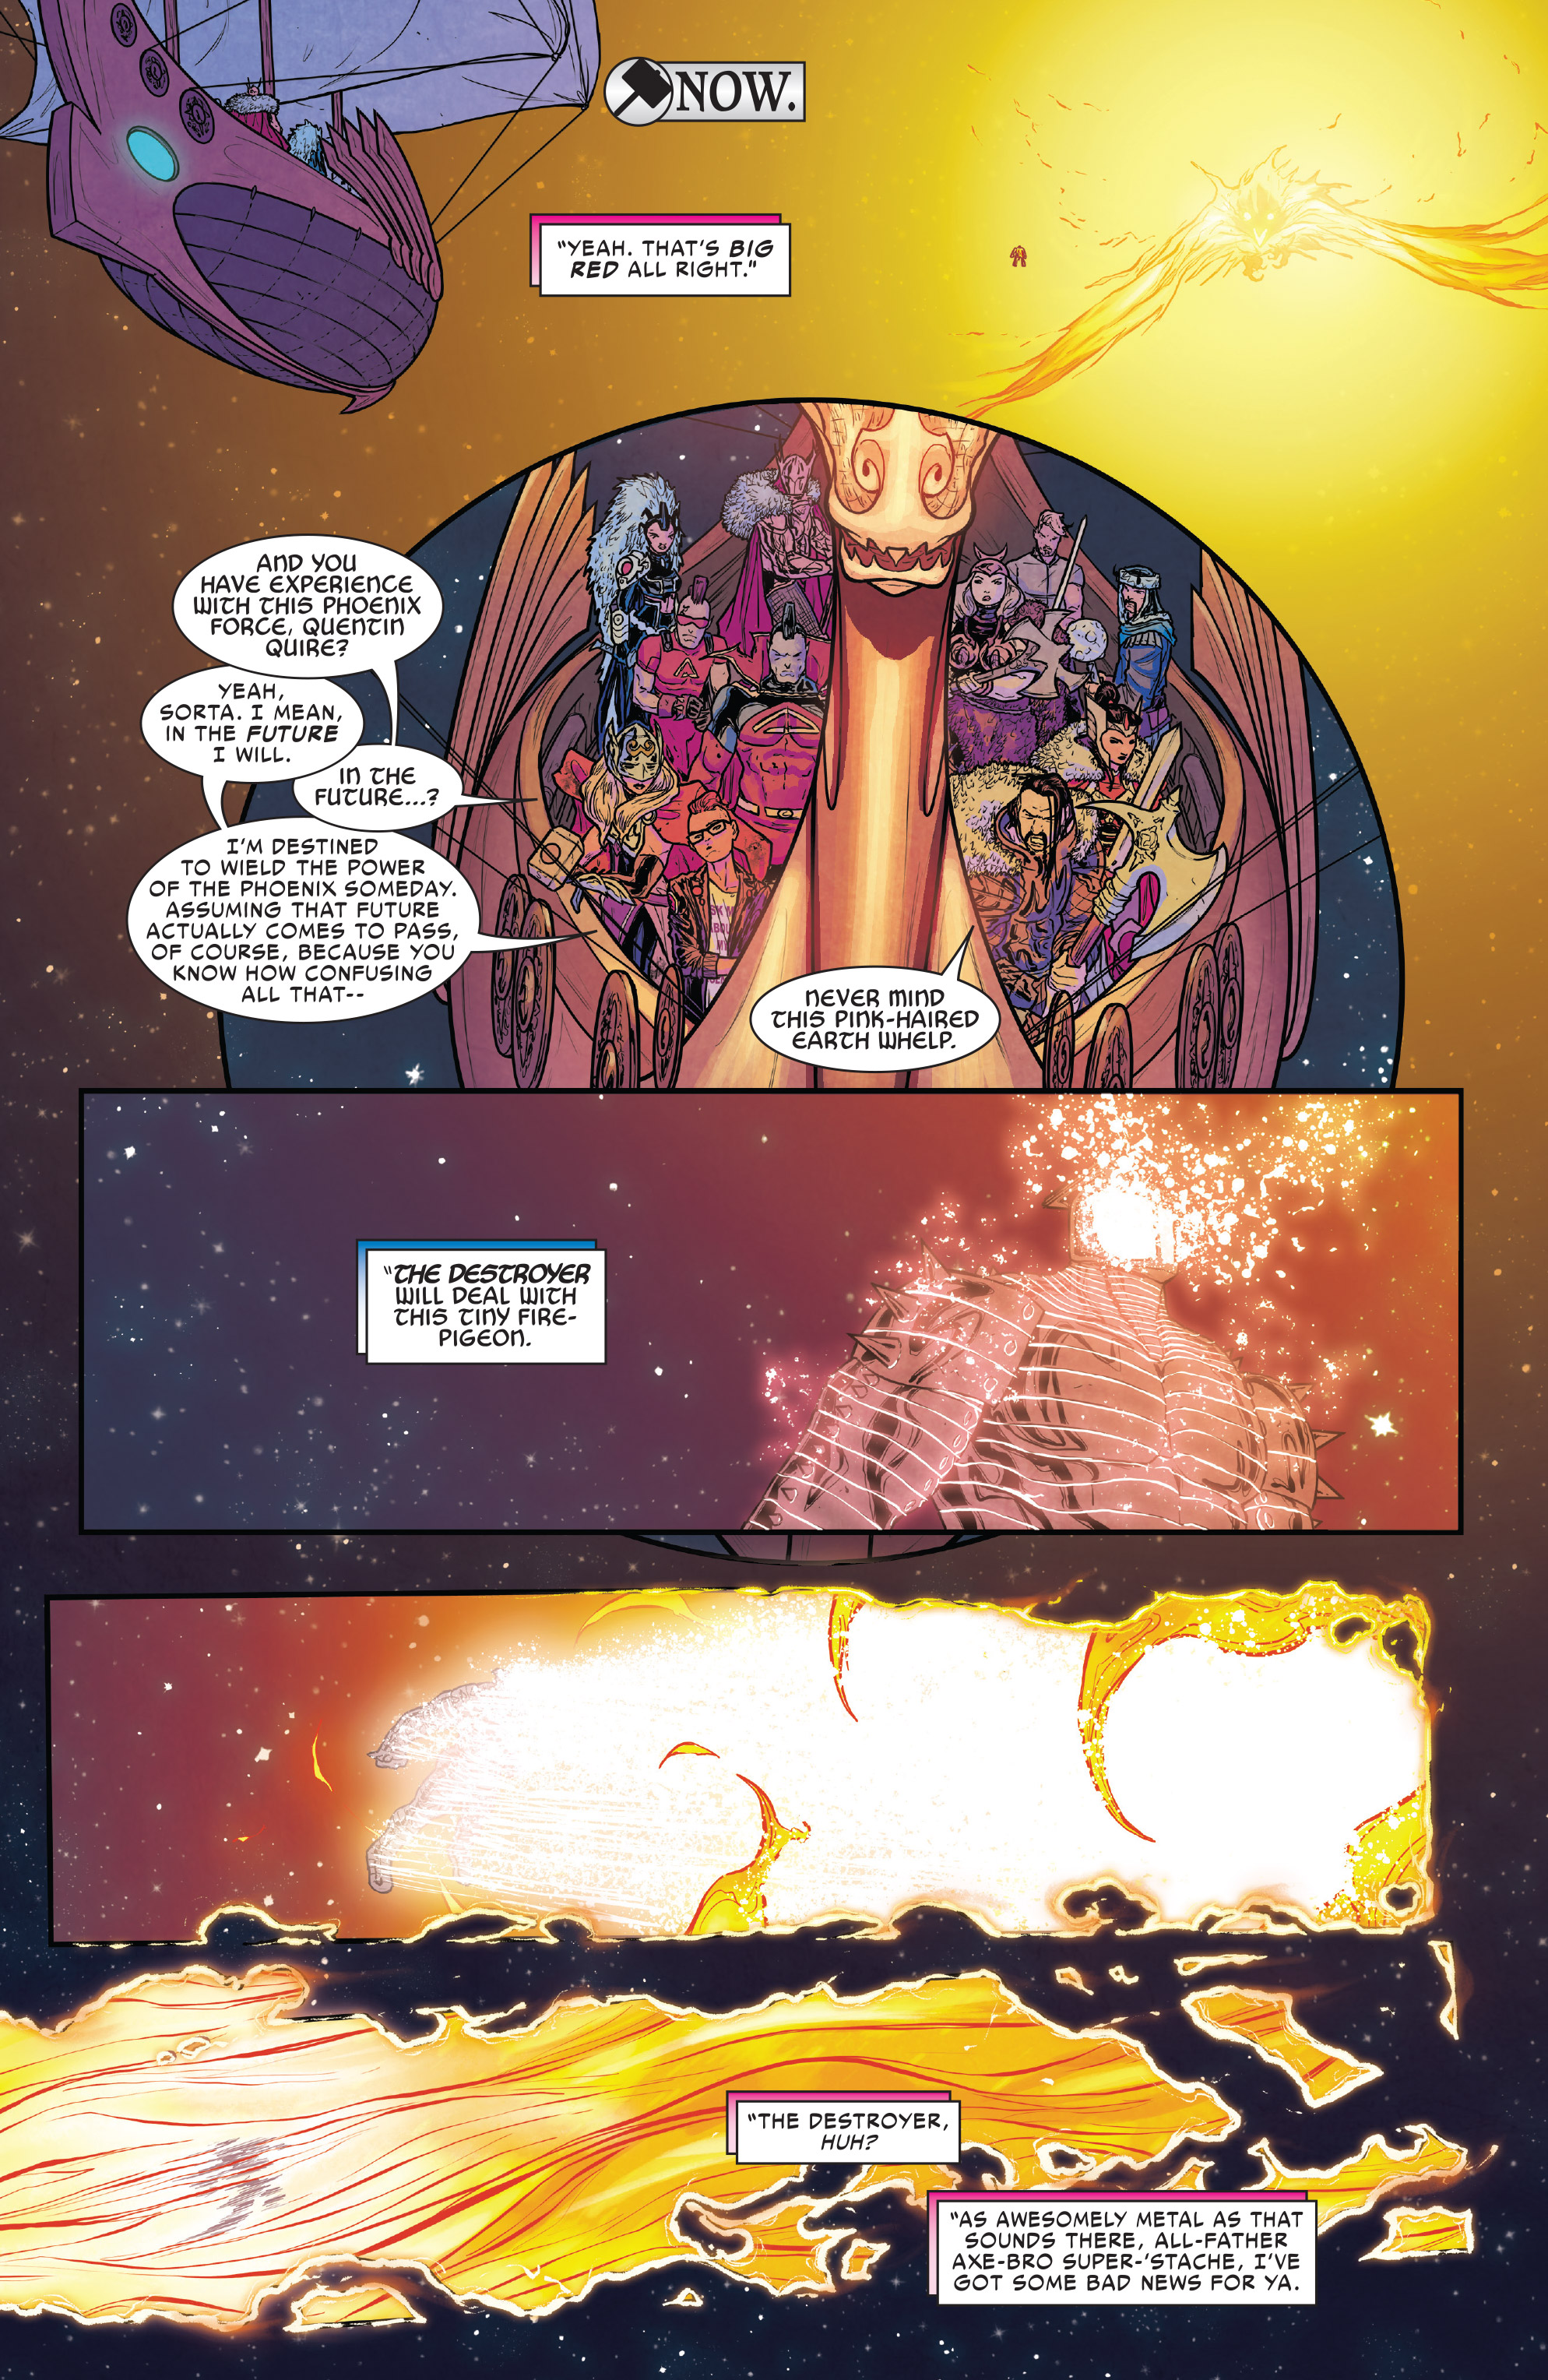 NOW.
"YEAH. THAT'S BIG
RED ALL RIGHT."
AND YOU
HAVE EXPERIENCE
WITH THIS PHOENIX
FORCE, QUENTIN
QUIRE?
YEAH,
SORTA. I MEAN,
IN THE FUTURE
I WILL.
IN THE
FUTURE...?
I'M DESTINED
TO WIELD THE POWER
OF THE PHOENIX SOMEDAY.
ASSUMING THAT FUTURE
ACTUALLY COMES TO PASS,
OF COURSE, BECAUSE YOU
KNOW HOW CONFUSING
ALL THAT--
NEVER MIND
THIS PINK-HAIRED
EARTH WHELP.
"THE DESTROYER
WILL DEAL WITH
THIS TINY FIRE-
PIGEON.
"THE DESTROYER,
HUH?
"AS AWESOMELY METAL AS THAT
SOUNDS THERE, ALL-FATHER
AXE-BRO SUPER-'STACHE, I'VE
GOT SOME BAD NEWS FOR YA.